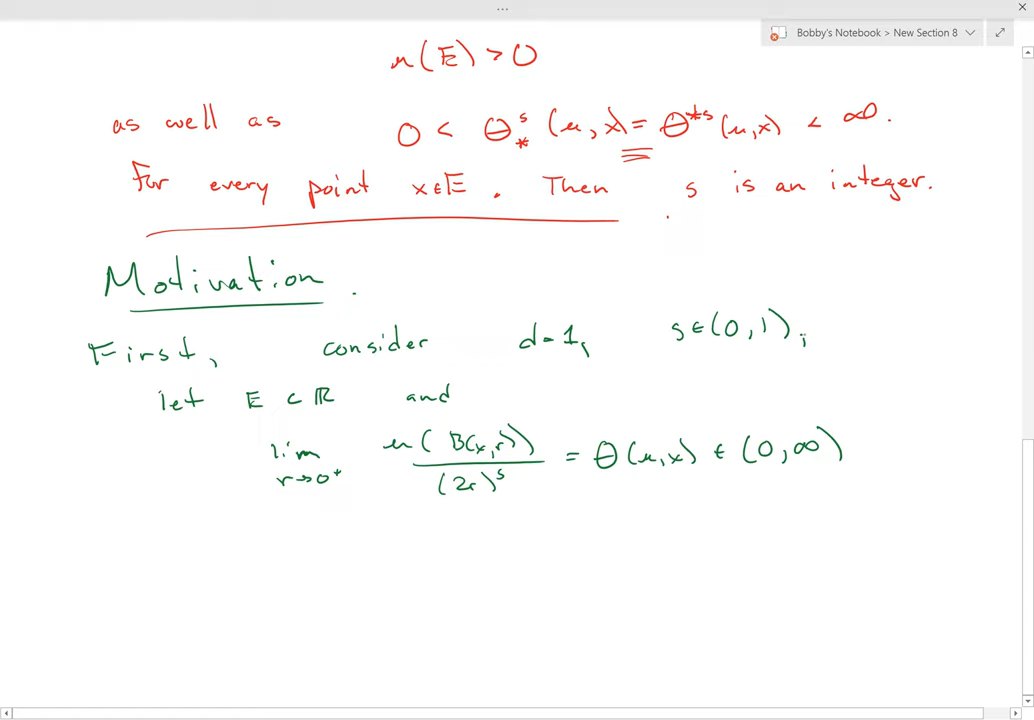 ...
Bobby's Notebook > New Section 8
μ(E) > 0
as well as 0 < Θ_*^s (μ, x) = Θ^{*s} (μ, x) < ∞.
for every point x ∈ E. Then s is an integer.
Motivation.
First, consider d = 1, s ∈ (0, 1);
let E ⊂ ℝ and
lim_{r→0⁺} μ(B(x,r)) / (2r)^s = Θ(μ, x) ∈ (0, ∞)